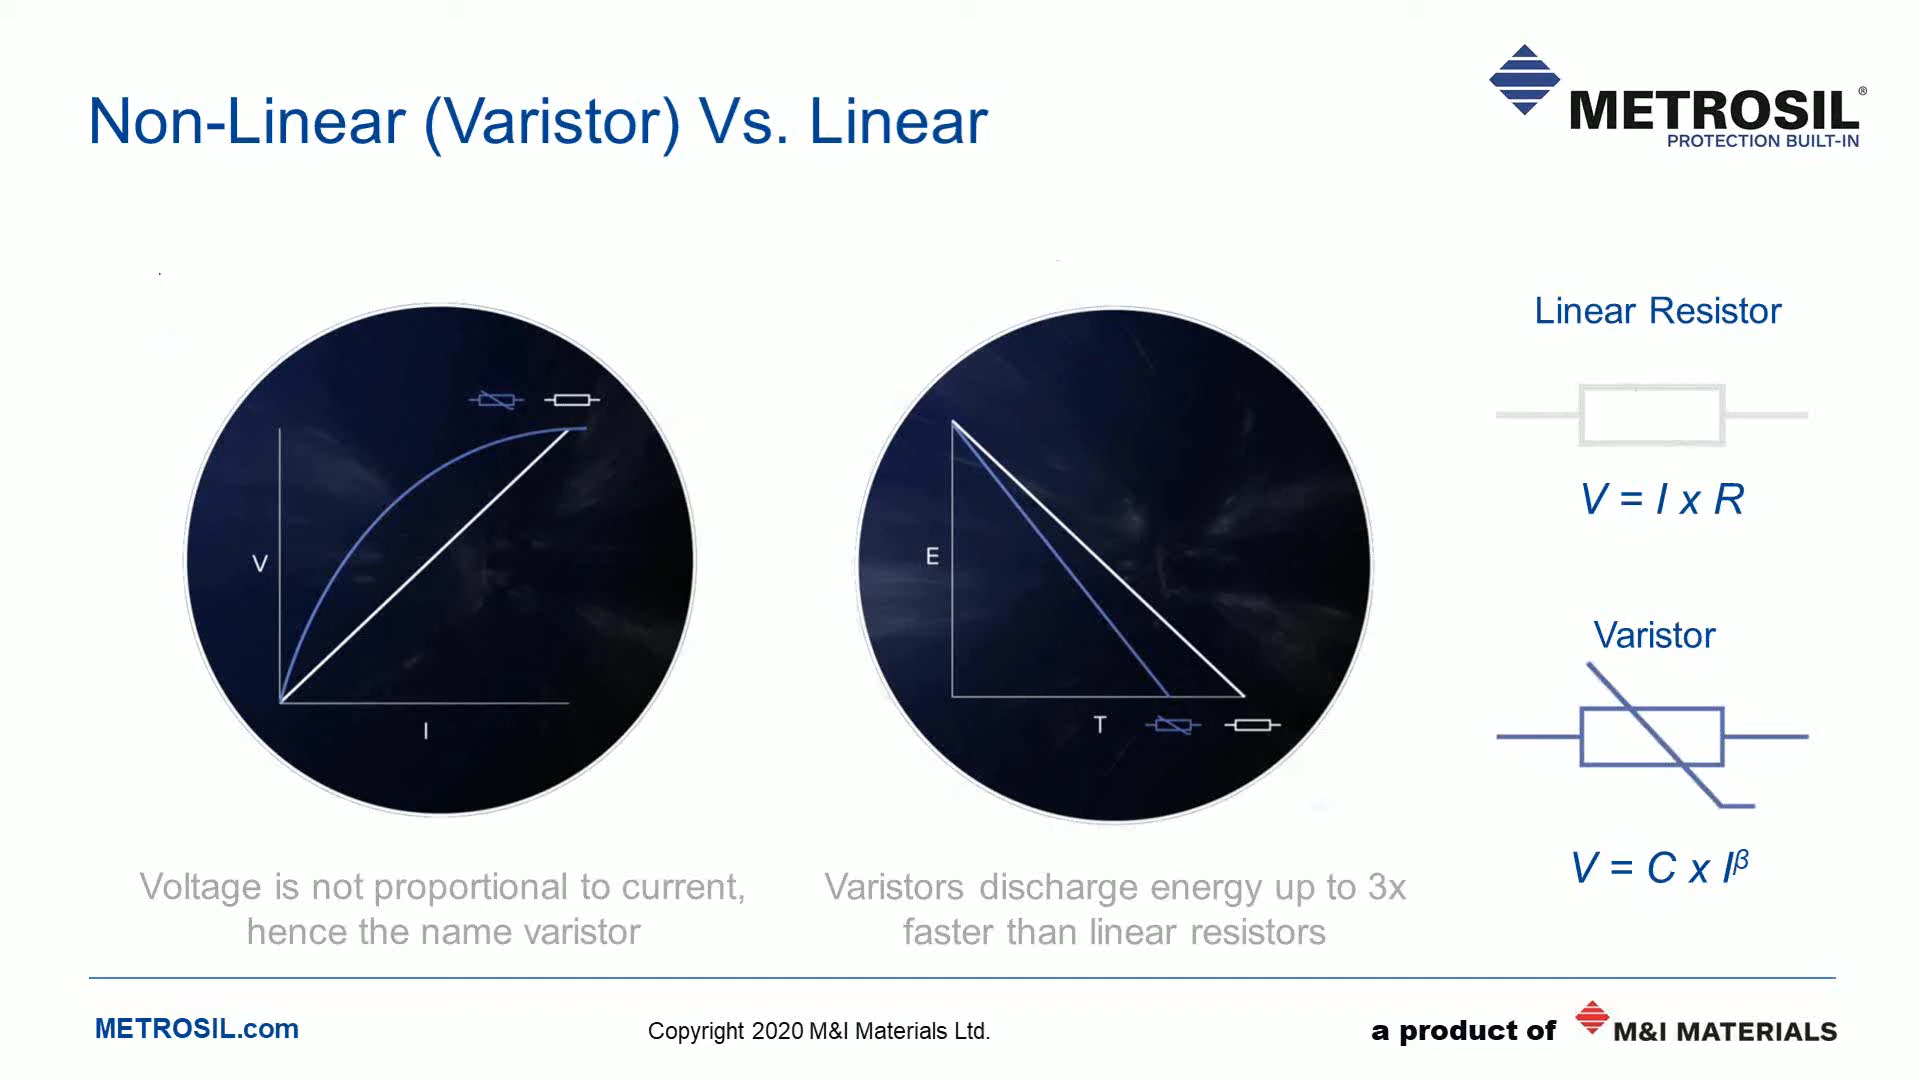 Non-Linear (Varistor) Vs. Linear
METROSIL®
PROTECTION BUILT-IN
V
I
E
T
Voltage is not proportional to current,
hence the name varistor
Varistors discharge energy up to 3x
faster than linear resistors
Linear Resistor
V = I x R
Varistor
V = C x Iᵝ
METROSIL.com
Copyright 2020 M&I Materials Ltd.
a product of M&I MATERIALS